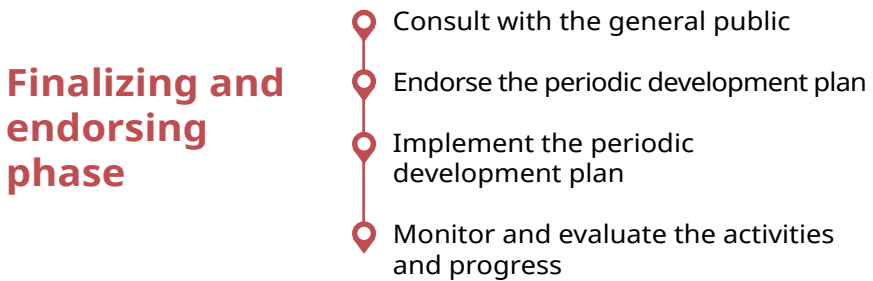 Finalizing and
endorsing
phase
Consult with the general public
Endorse the periodic development plan
Implement the periodic
development plan
Monitor and evaluate the activities
and progress